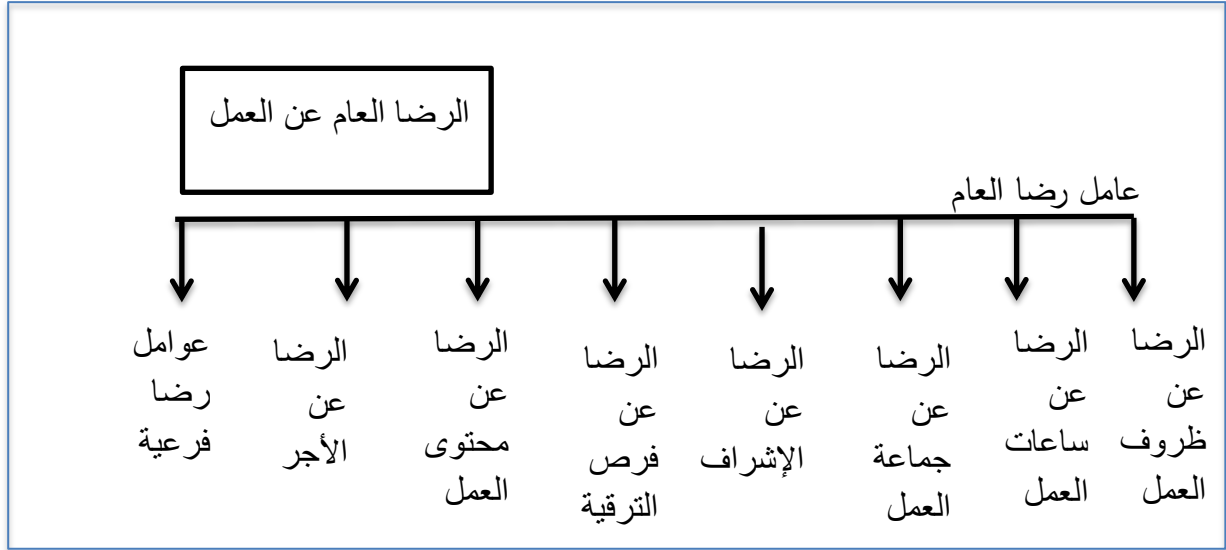 الرضا العام عن العمل
عامل رضا العام
الرضا
عن
ظروف
العمل
الرضا
عن
ساعات
العمل
الرضا
عن
جماعة
العمل
الرضا
عن
الإشراف
الرضا
عن
فرص
الترقية
الرضا
عن
محتوى
العمل
الرضا
عن
الأجر
عوامل
رضا
فرعية